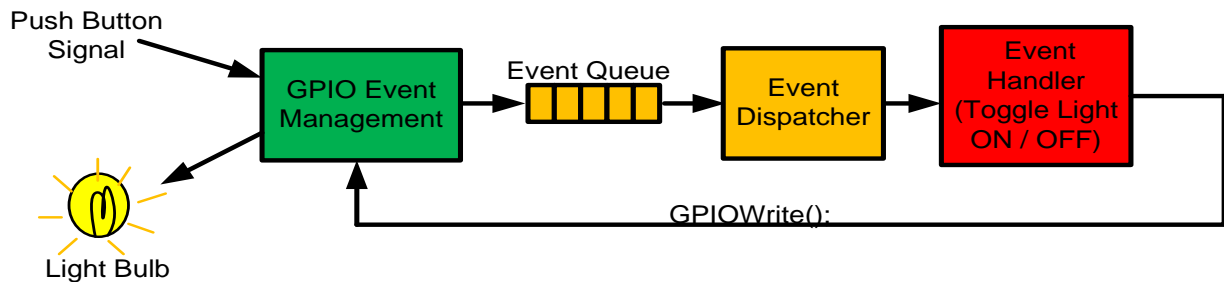 Push Button
Signal
GPIO Event
Management
Event Queue
Event
Dispatcher
Event
Handler
(Toggle Light
ON / OFF)
GPIOWrite();
Light Bulb